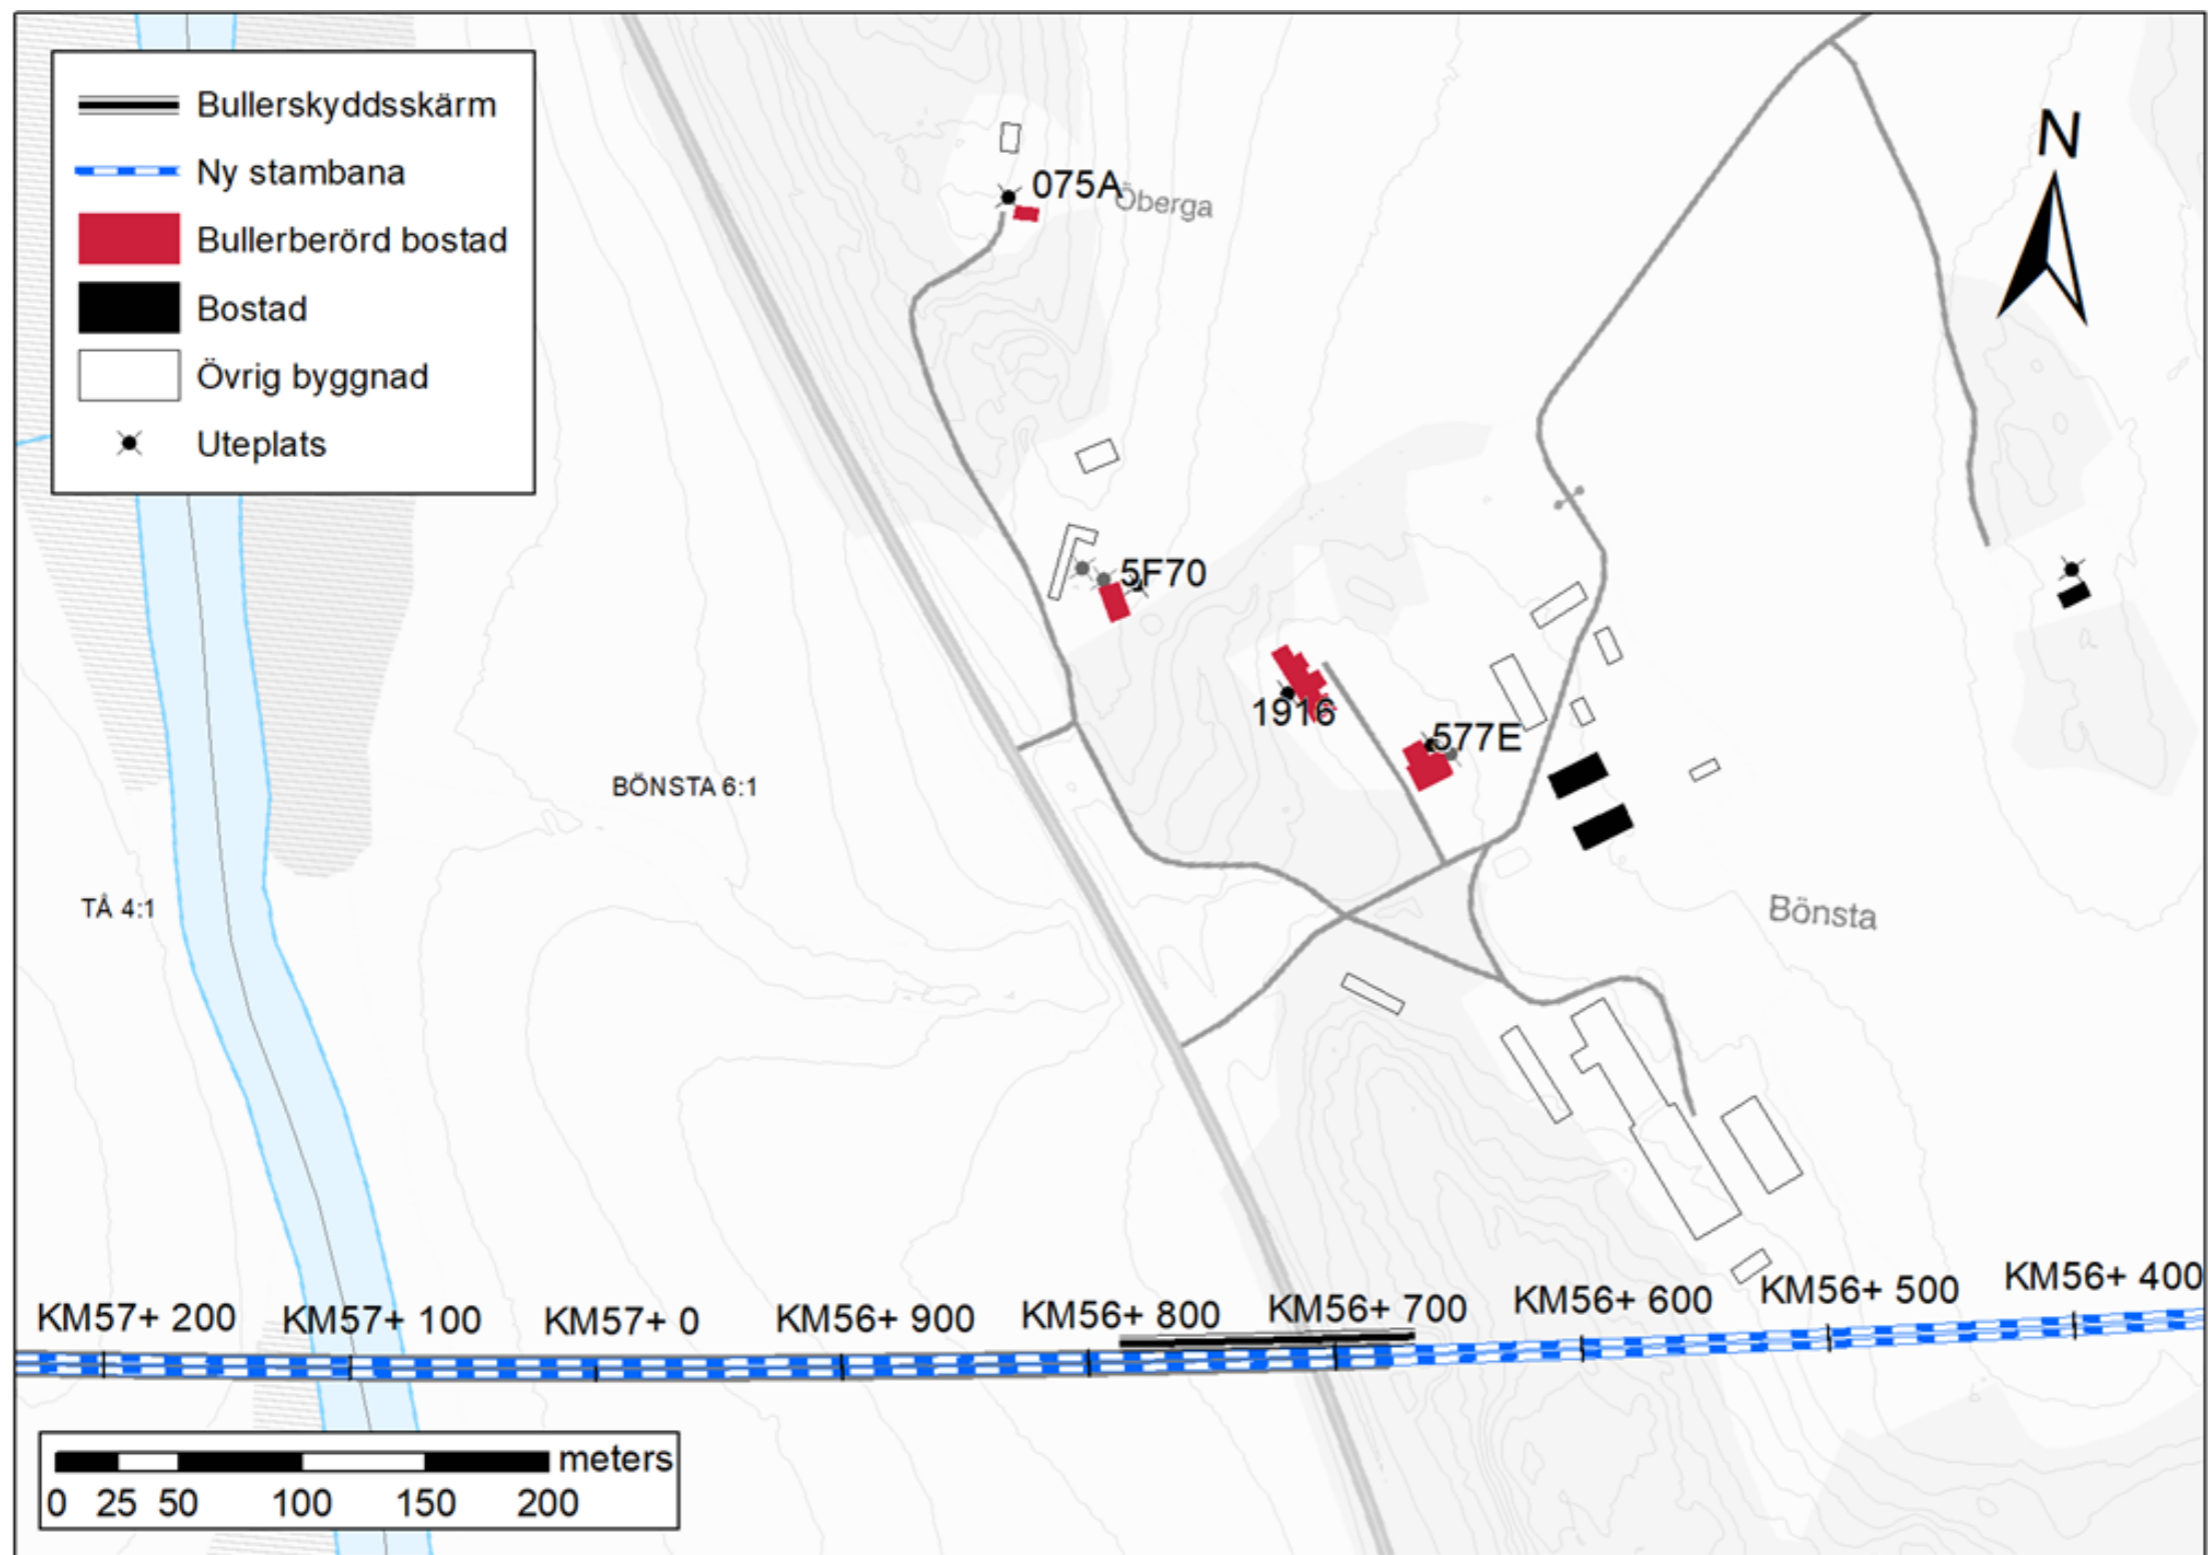 Bullerskyddsskärm
Ny stambana
Bullerberörd bostad
Bostad
Övrig byggnad
Uteplats
N
075A
Öberga
5F70
1916
577E
BÖNSTA 6:1
TÅ 4:1
Bönsta
KM57+ 200
KM57+ 100
KM57+ 0
KM56+ 900
KM56+ 800
KM56+ 700
KM56+ 600
KM56+ 500
KM56+ 400
meters
0 25 50 100 150 200